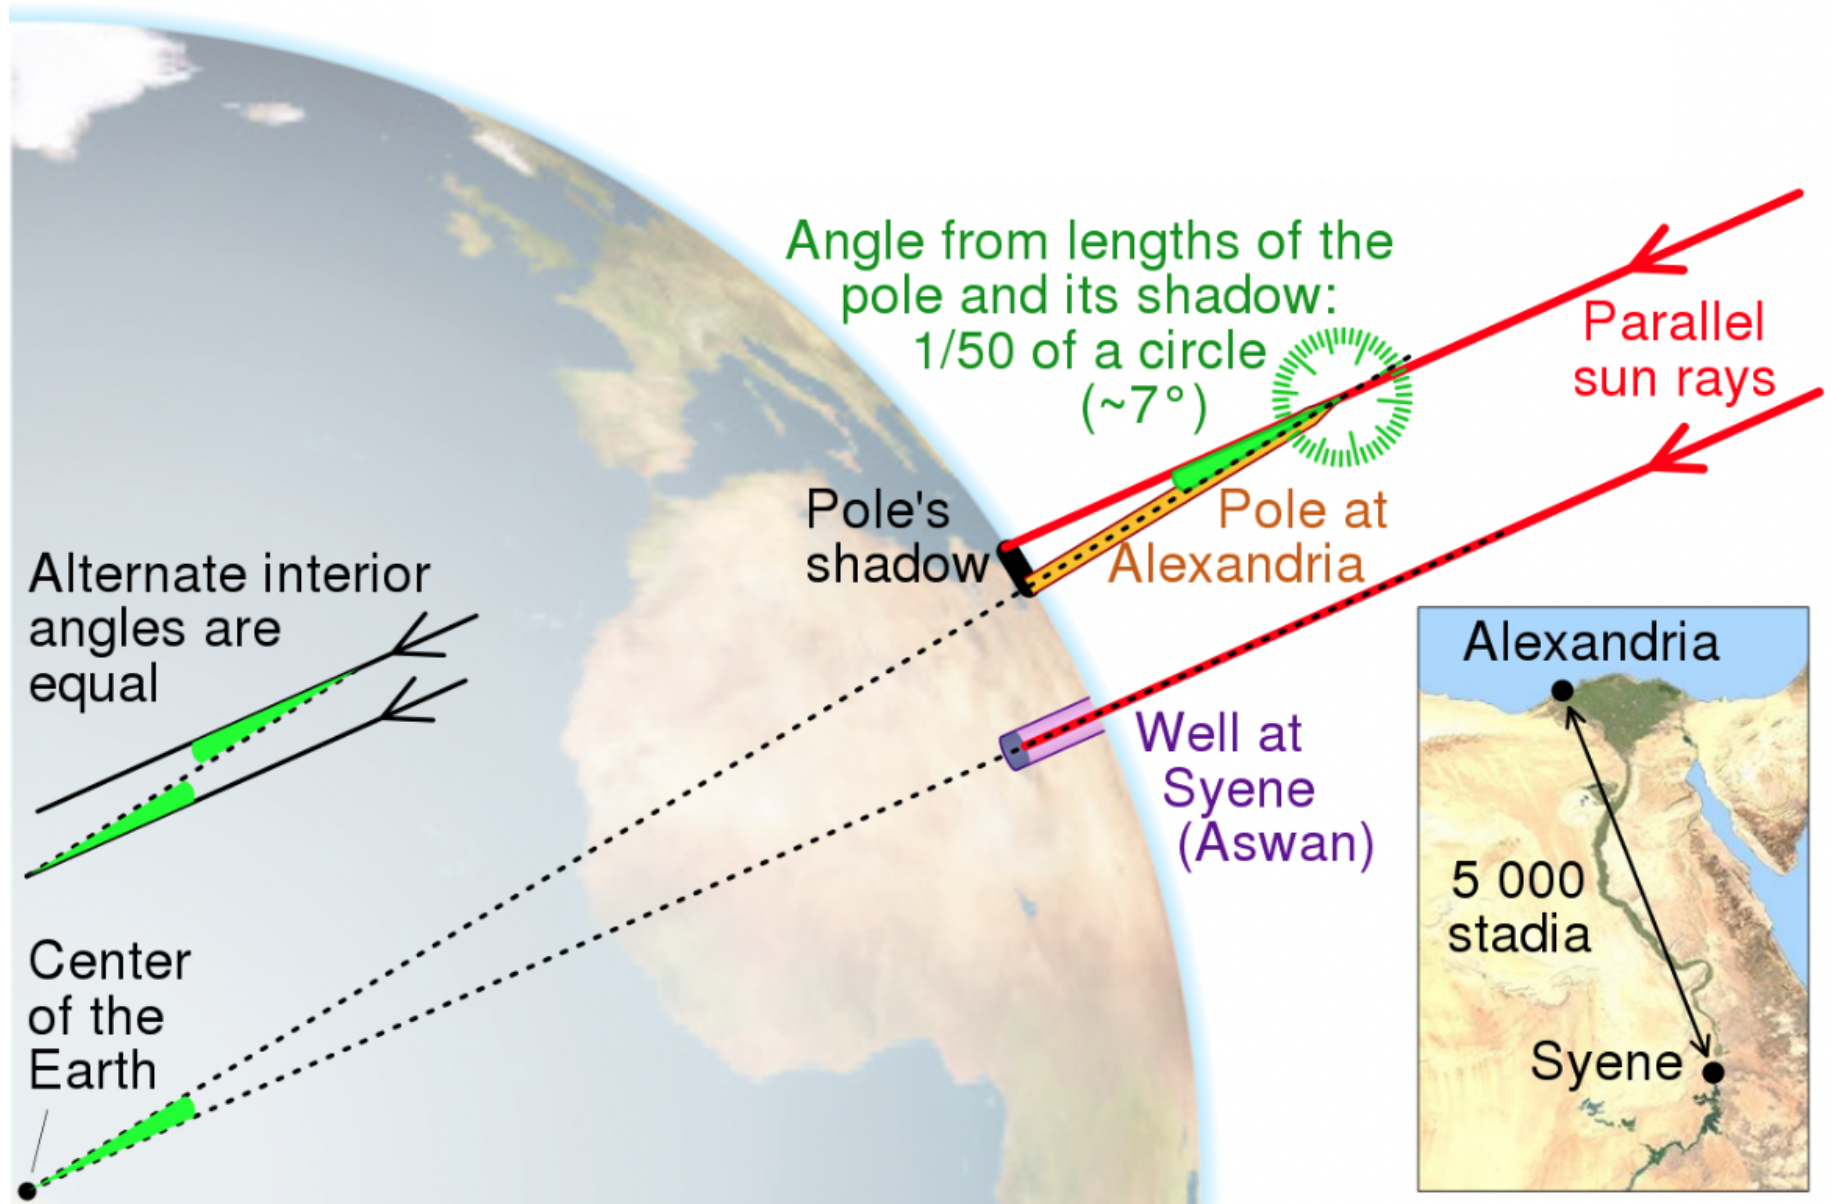 Angle from lengths of the
pole and its shadow:
1/50 of a circle
(~7°)
Parallel
sun rays
Pole's
shadow
Pole at
Alexandria
Alternate interior
angles are
equal
Well at
Syene
(Aswan)
Center
of the
Earth
Alexandria
5 000
stadia
Syene